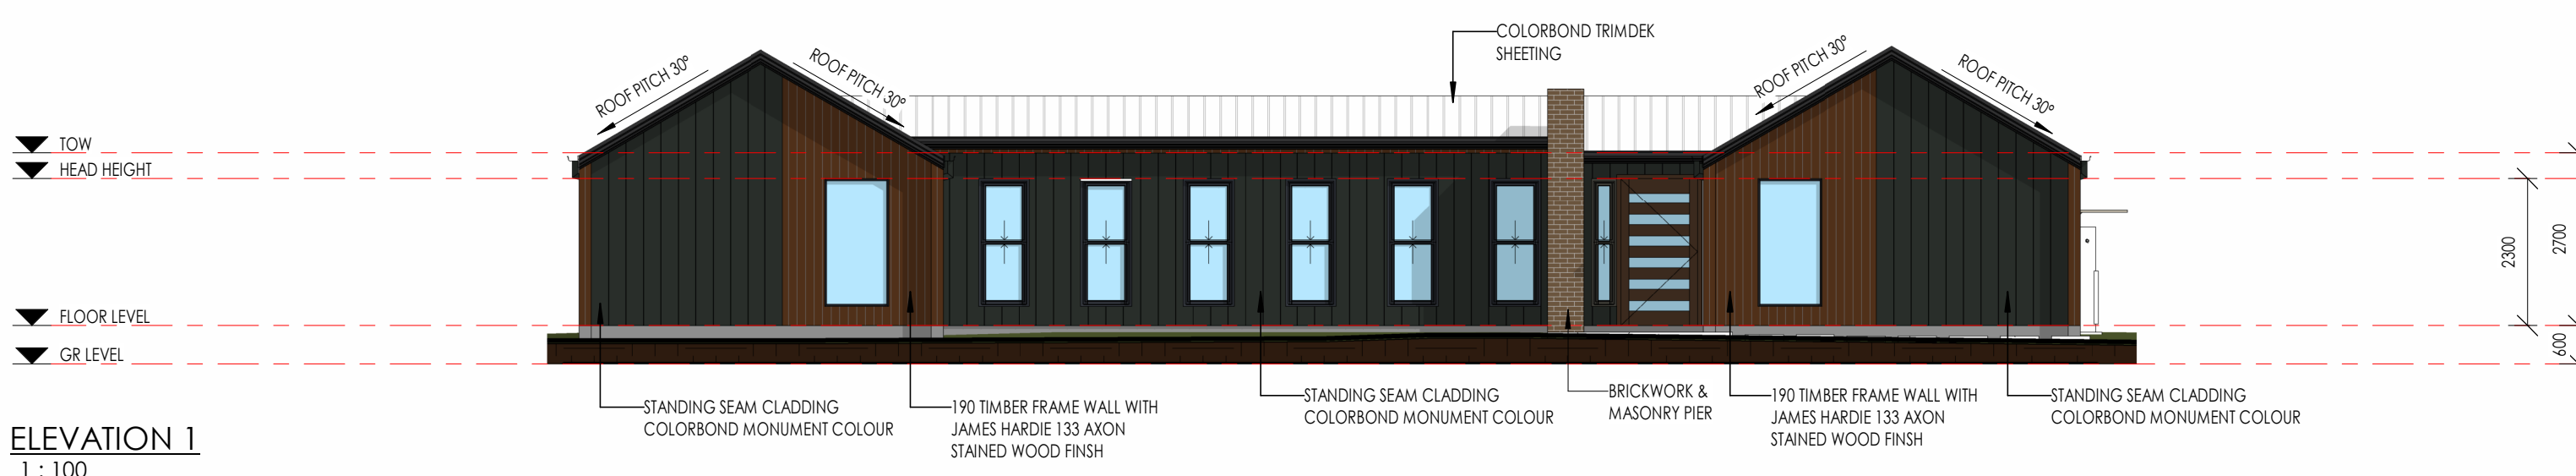 COLORBOND TRIMDEK
SHEETING
ROOF PITCH 30°
ROOF PITCH 30°
ROOF PITCH 30°
ROOF PITCH 30°
TOW
HEAD HEIGHT
FLOOR LEVEL
GR LEVEL
2300
2700
600
STANDING SEAM CLADDING
COLORBOND MONUMENT COLOUR
190 TIMBER FRAME WALL WITH
JAMES HARDIE 133 AXON
STAINED WOOD FINSH
STANDING SEAM CLADDING
COLORBOND MONUMENT COLOUR
BRICKWORK &
MASONRY PIER
190 TIMBER FRAME WALL WITH
JAMES HARDIE 133 AXON
STAINED WOOD FINSH
STANDING SEAM CLADDING
COLORBOND MONUMENT COLOUR
ELEVATION 1
1 : 100